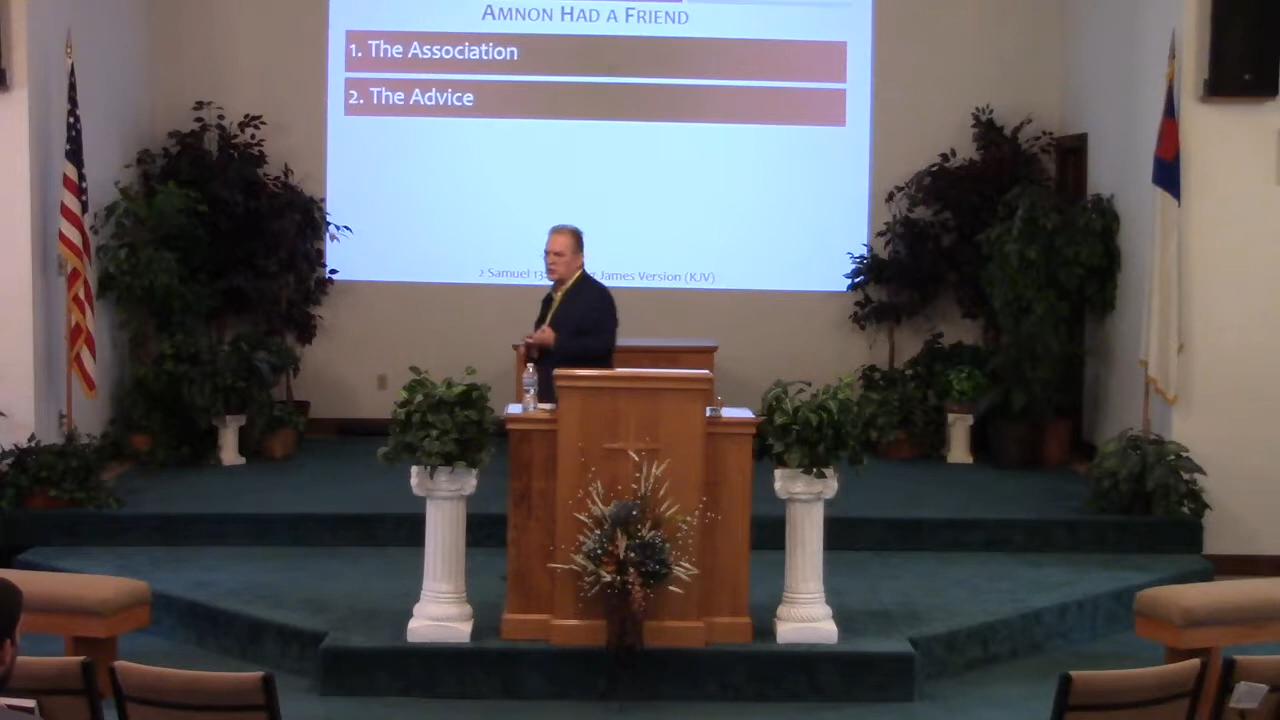 AMNON HAD A FRIEND
1. The Association
2. The Advice
2 Samuel 13: James Version (KJV)